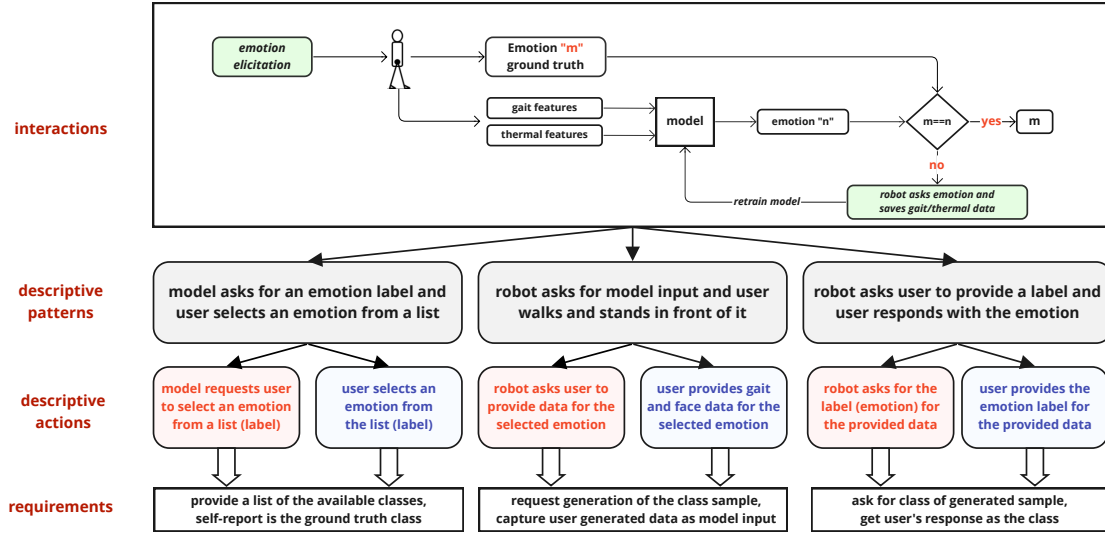 interactions
emotion
elicitation
Emotion "m"
ground truth
gait features
thermal features
model
emotion "n"
m==n
yes
m
no
robot asks emotion and
saves gait/thermal data
retrain model
descriptive
patterns
model asks for an emotion label and
user selects an emotion from a list
robot asks for model input and user
walks and stands in front of it
robot asks user to provide a label and
user responds with the emotion
descriptive
actions
model requests user
to select an emotion
from a list (label)
user selects an
emotion from
the list (label)
robot asks user to
provide data for the
selected emotion
user provides gait
and face data for the
selected emotion
robot asks for the
label (emotion) for
the provided data
user provides the
emotion label for
the provided data
requirements
provide a list of the available classes,
self-report is the ground truth class
request generation of the class sample,
capture user generated data as model input
ask for class of generated sample,
get user's response as the class